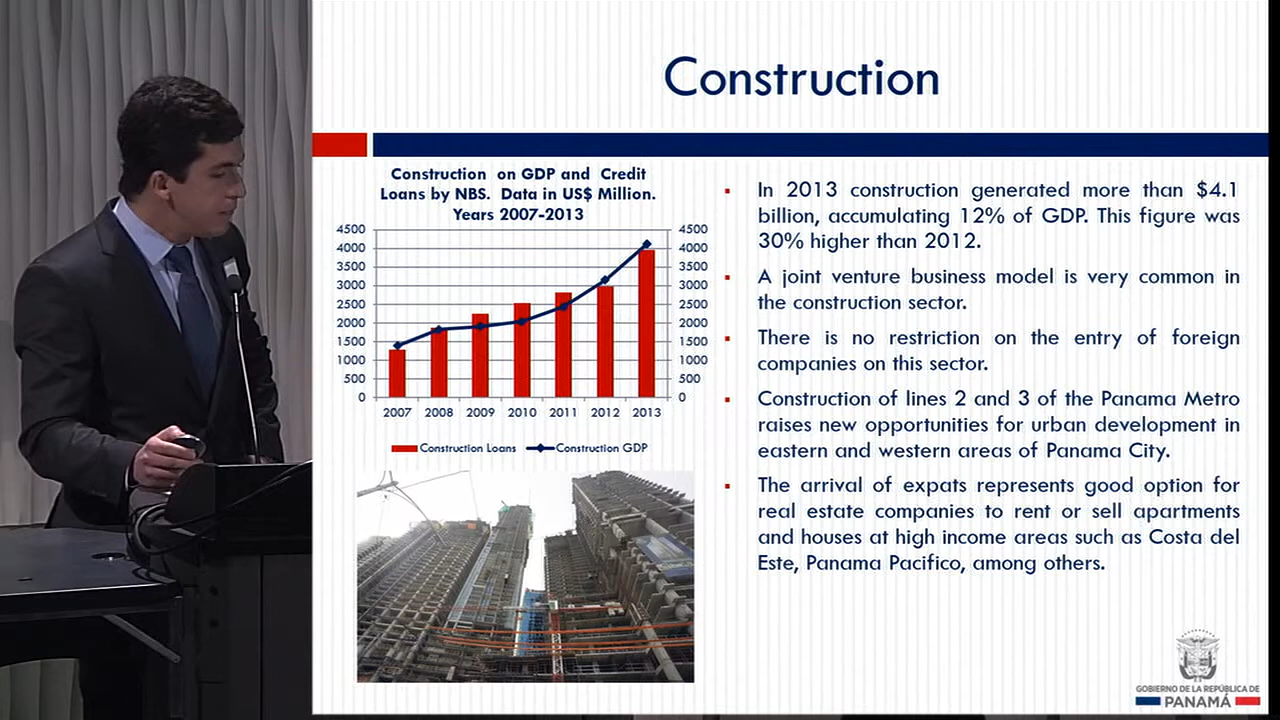 Construction
Construction on GDP and Credit
Loans by NBS. Data in US$ Million.
Years 2007-2013
4500 4500
4000 4000
3500 3500
3000 3000
2500 2500
2000 2000
1500 1500
1000 1000
500 500
0 0
2007 2008 2009 2010 2011 2012 2013
Construction Loans Construction GDP
In 2013 construction generated more than $4.1
billion, accumulating 12% of GDP. This figure was
30% higher than 2012.
A joint venture business model is very common in
the construction sector.
There is no restriction on the entry of foreign
companies on this sector.
Construction of lines 2 and 3 of the Panama Metro
raises new opportunities for urban development in
eastern and western areas of Panama City.
The arrival of expats represents good option for
real estate companies to rent or sell apartments
and houses at high income areas such as Costa del
Este, Panama Pacifico, among others.
GOBIERNO DE LA REPÚBLICA DE
PANAMÁ